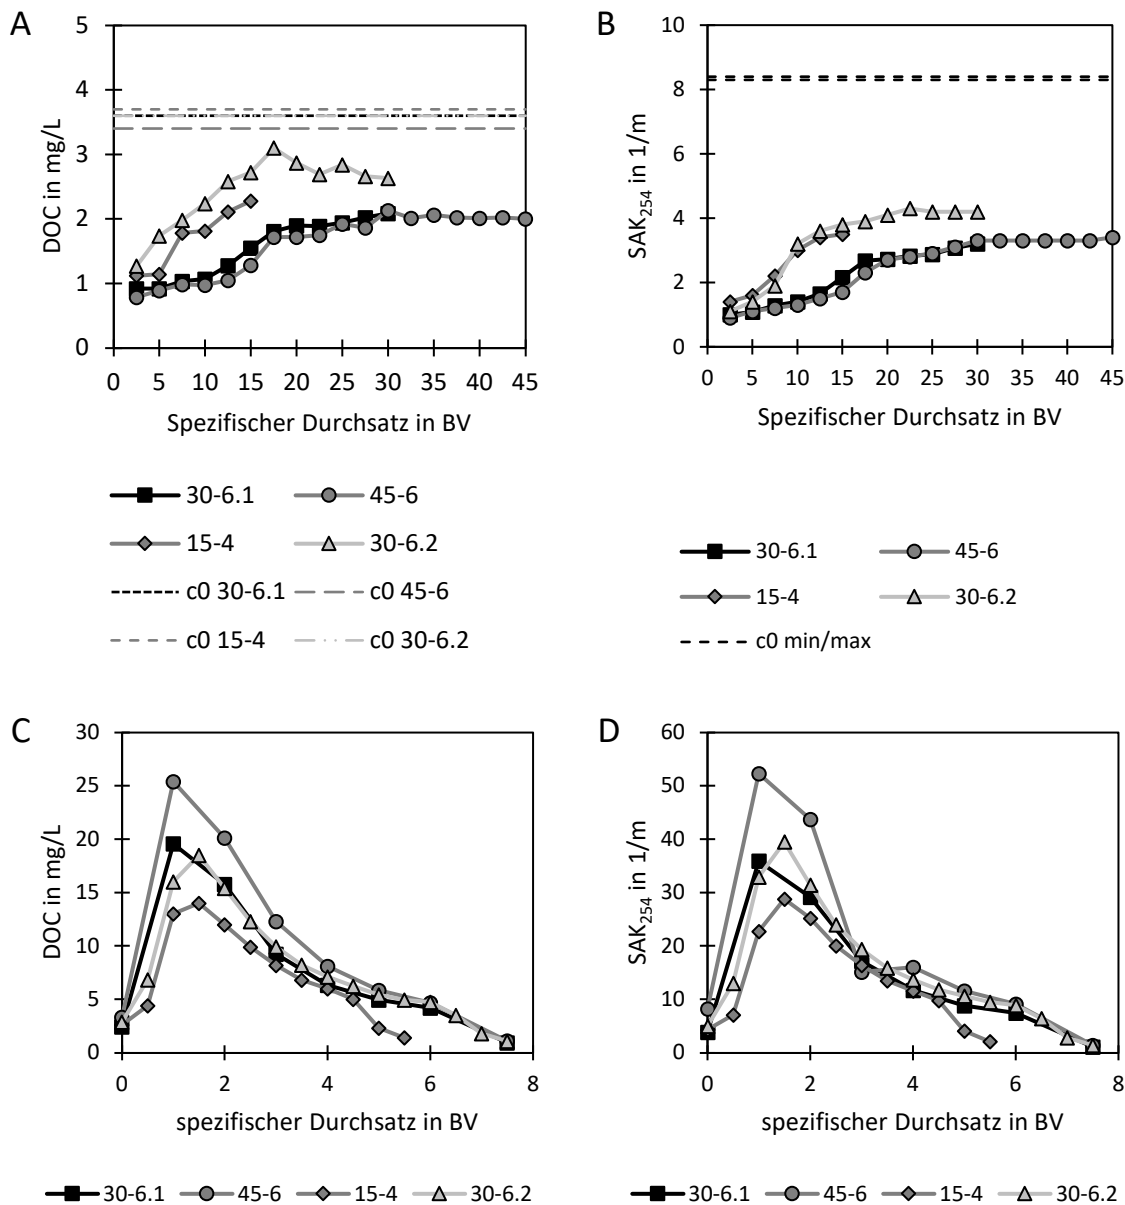 A
DOC in mg/L
5
4
3
2
1
0
0 5 10 15 20 25 30 35 40 45
Spezifischer Durchsatz in BV
30-6.1 45-6
15-4 30-6.2
c0 30-6.1 c0 45-6
c0 15-4 c0 30-6.2
B
SAK254 in 1/m
10
8
6
4
2
0
0 5 10 15 20 25 30 35 40 45
Spezifischer Durchsatz in BV
30-6.1 45-6
15-4 30-6.2
c0 min/max
C
DOC in mg/L
30
25
20
15
10
5
0
0 2 4 6 8
spezifischer Durchsatz in BV
30-6.1 45-6 15-4 30-6.2
D
SAK254 in 1/m
60
50
40
30
20
10
0
0 2 4 6 8
spezifischer Durchsatz in BV
30-6.1 45-6 15-4 30-6.2